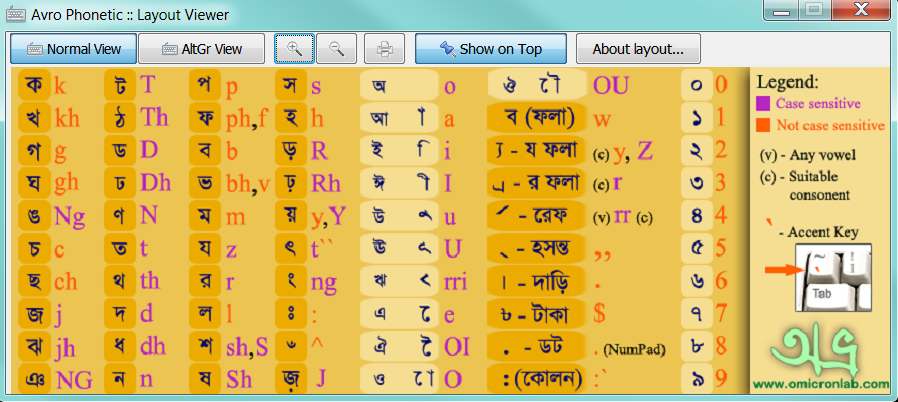 Avro Phonetic :: Layout Viewer
Normal View AltGr View Show on Top About layout...
ক k ট T প p স s অ o ঔ ৌ OU ০ 0
খ kh ঠ Th ফ ph,f হ h আ া a ব (ফলা) w ১ 1
গ g ড D ব b ড় R ই ি i ্য - য ফলা (c) y, Z ২ 2
ঘ gh ঢ Dh ভ bh,v ঢ় Rh ঈ ী I ্র - র ফলা (c) r ৩ 3
ঙ Ng ণ N ম m য় y,Y উ ু u র্ - রেফ (v) rr (c) ৪ 4
চ c ত t য z ৎ t`` ঊ ূ U ্ - হসন্ত ,, ৫ 5
ছ ch থ th র r ং ng ঋ ৃ rri । - দাড়ি . ৬ 6
জ j দ d ল l ঃ : এ ে e ৳ - টাকা $ ৭ 7
ঝ jh ধ dh শ sh,S ঁ ^ ঐ ৈ OI . - ডট . (NumPad) ৮ 8
ঞ NG ন n ষ Sh জ় J ও ো O : (কোলন) :` ৯ 9
Legend:
Case sensitive
Not case sensitive
(v) - Any vowel
(c) - Suitable
consonent
` - Accent Key
~ !
` 1
Tab
অভ্র
www.omicronlab.com